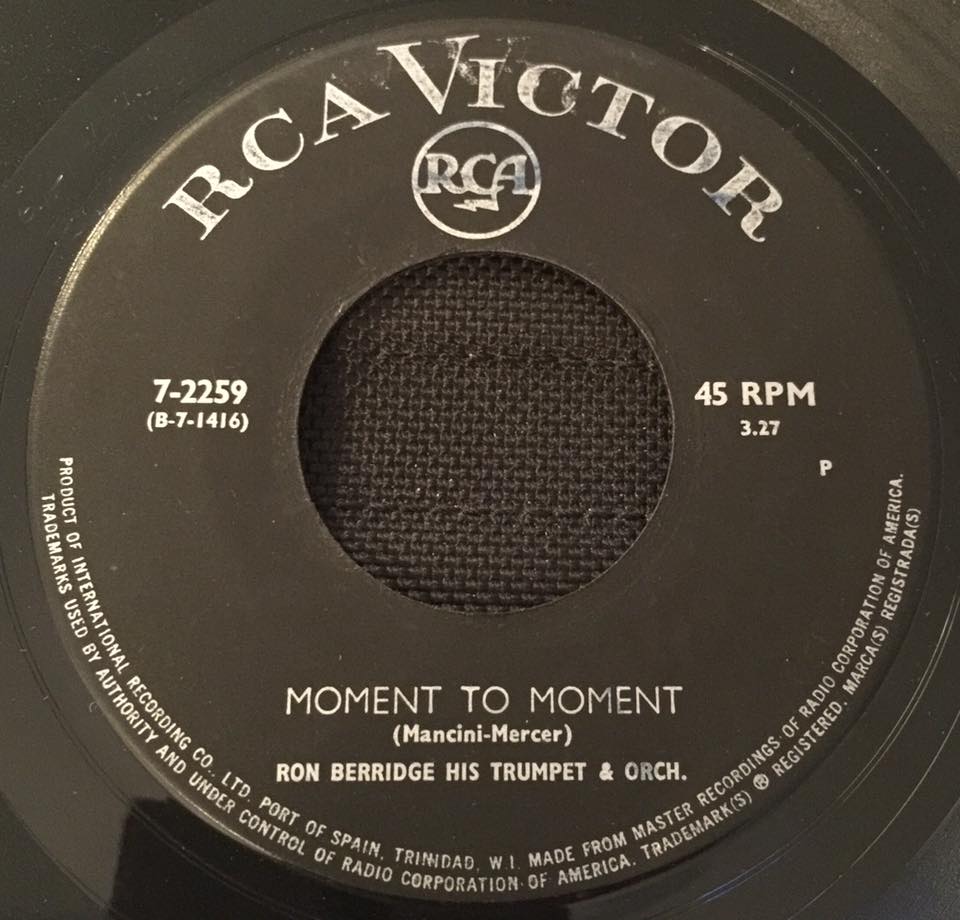 RCA VICTOR
RCA
7-2259
(B-7-1416)
45 RPM
3.27
P
MOMENT TO MOMENT
(Mancini-Mercer)
RON BERRIDGE HIS TRUMPET & ORCH.
PRODUCT OF INTERNATIONAL RECORDING CO., LTD. PORT OF SPAIN, TRINIDAD, W.I. MADE FROM MASTER RECORDINGS OF RADIO CORPORATION OF AMERICA.
TRADEMARKS USED BY AUTHORITY AND UNDER CONTROL OF RADIO CORPORATION OF AMERICA. TRADEMARK(S) ® REGISTERED. MARCA(S) REGISTRADA(S)